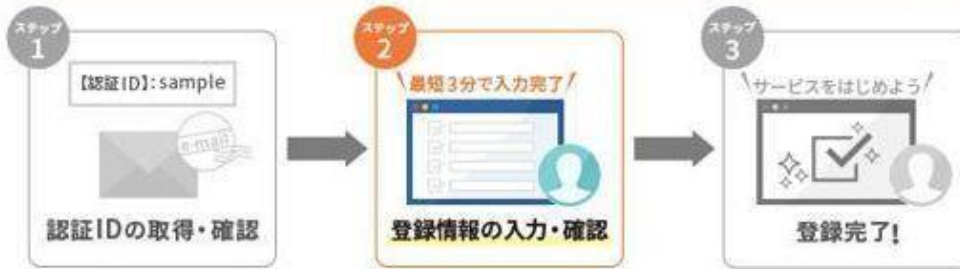 ステップ
1
【認証ID】:sample
e-mail
認証IDの取得・確認
ステップ
2
最短3分で入力完了
登録情報の入力・確認
ステップ
3
サービスをはじめよう
登録完了!